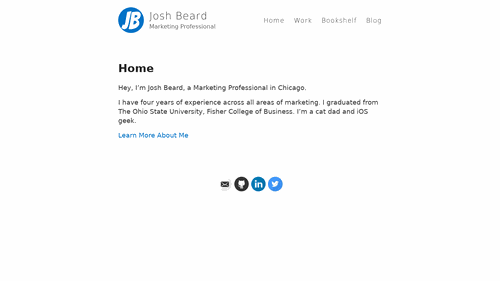 JB
Josh Beard
Marketing Professional
Home Work Bookshelf Blog
Home
Hey, I'm Josh Beard, a Marketing Professional in Chicago.
I have four years of experience across all areas of marketing. I graduated from
The Ohio State University, Fisher College of Business. I'm a cat dad and iOS
geek.
Learn More About Me
in